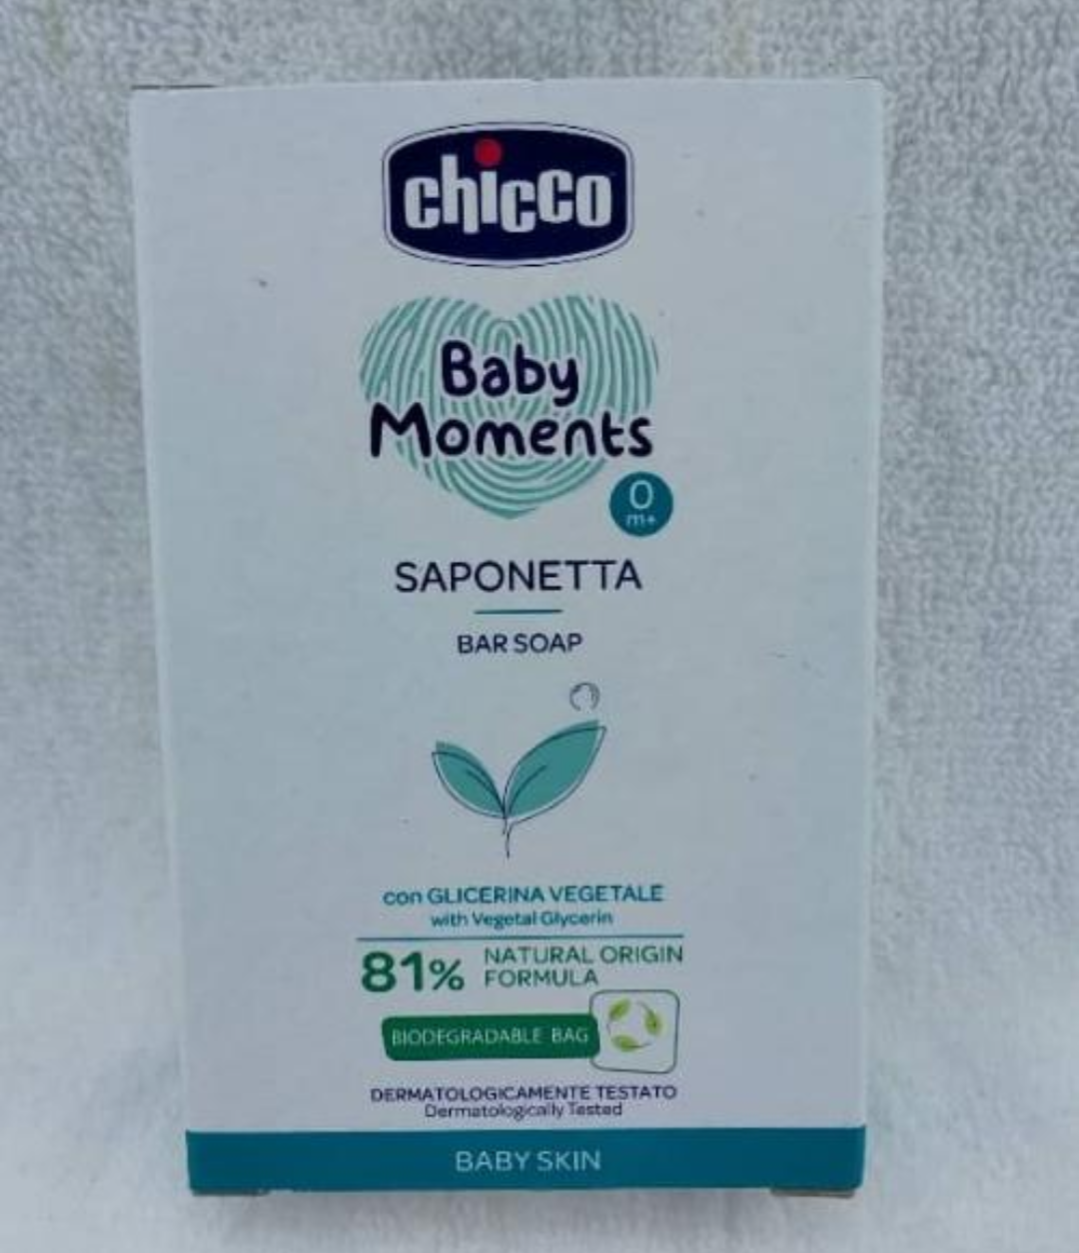 chicco
Baby
Moments
0
m+
SAPONETTA
BAR SOAP
con GLICERINA VEGETALE
with Vegetal Glycerin
81% NATURAL ORIGIN
FORMULA
BIODEGRADABLE BAG
DERMATOLOGICAMENTE TESTATO
Dermatologically Tested
BABY SKIN